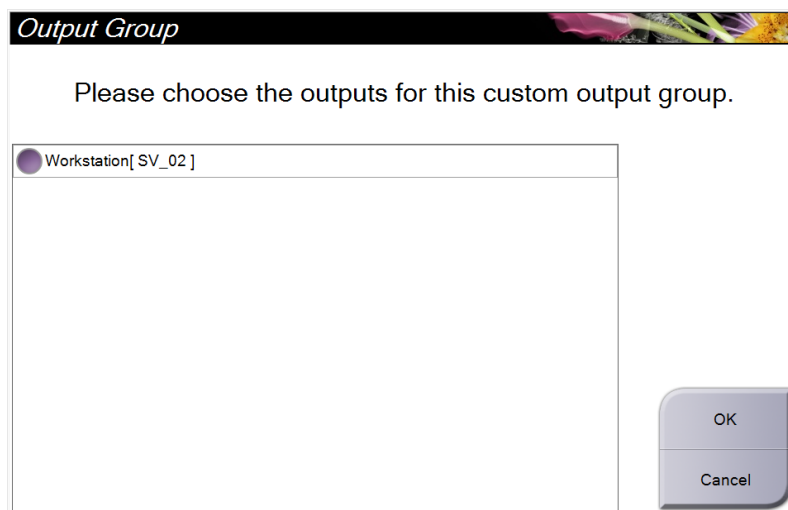 Output Group
Please choose the outputs for this custom output group.
Workstation[ SV_02 ]
OK
Cancel